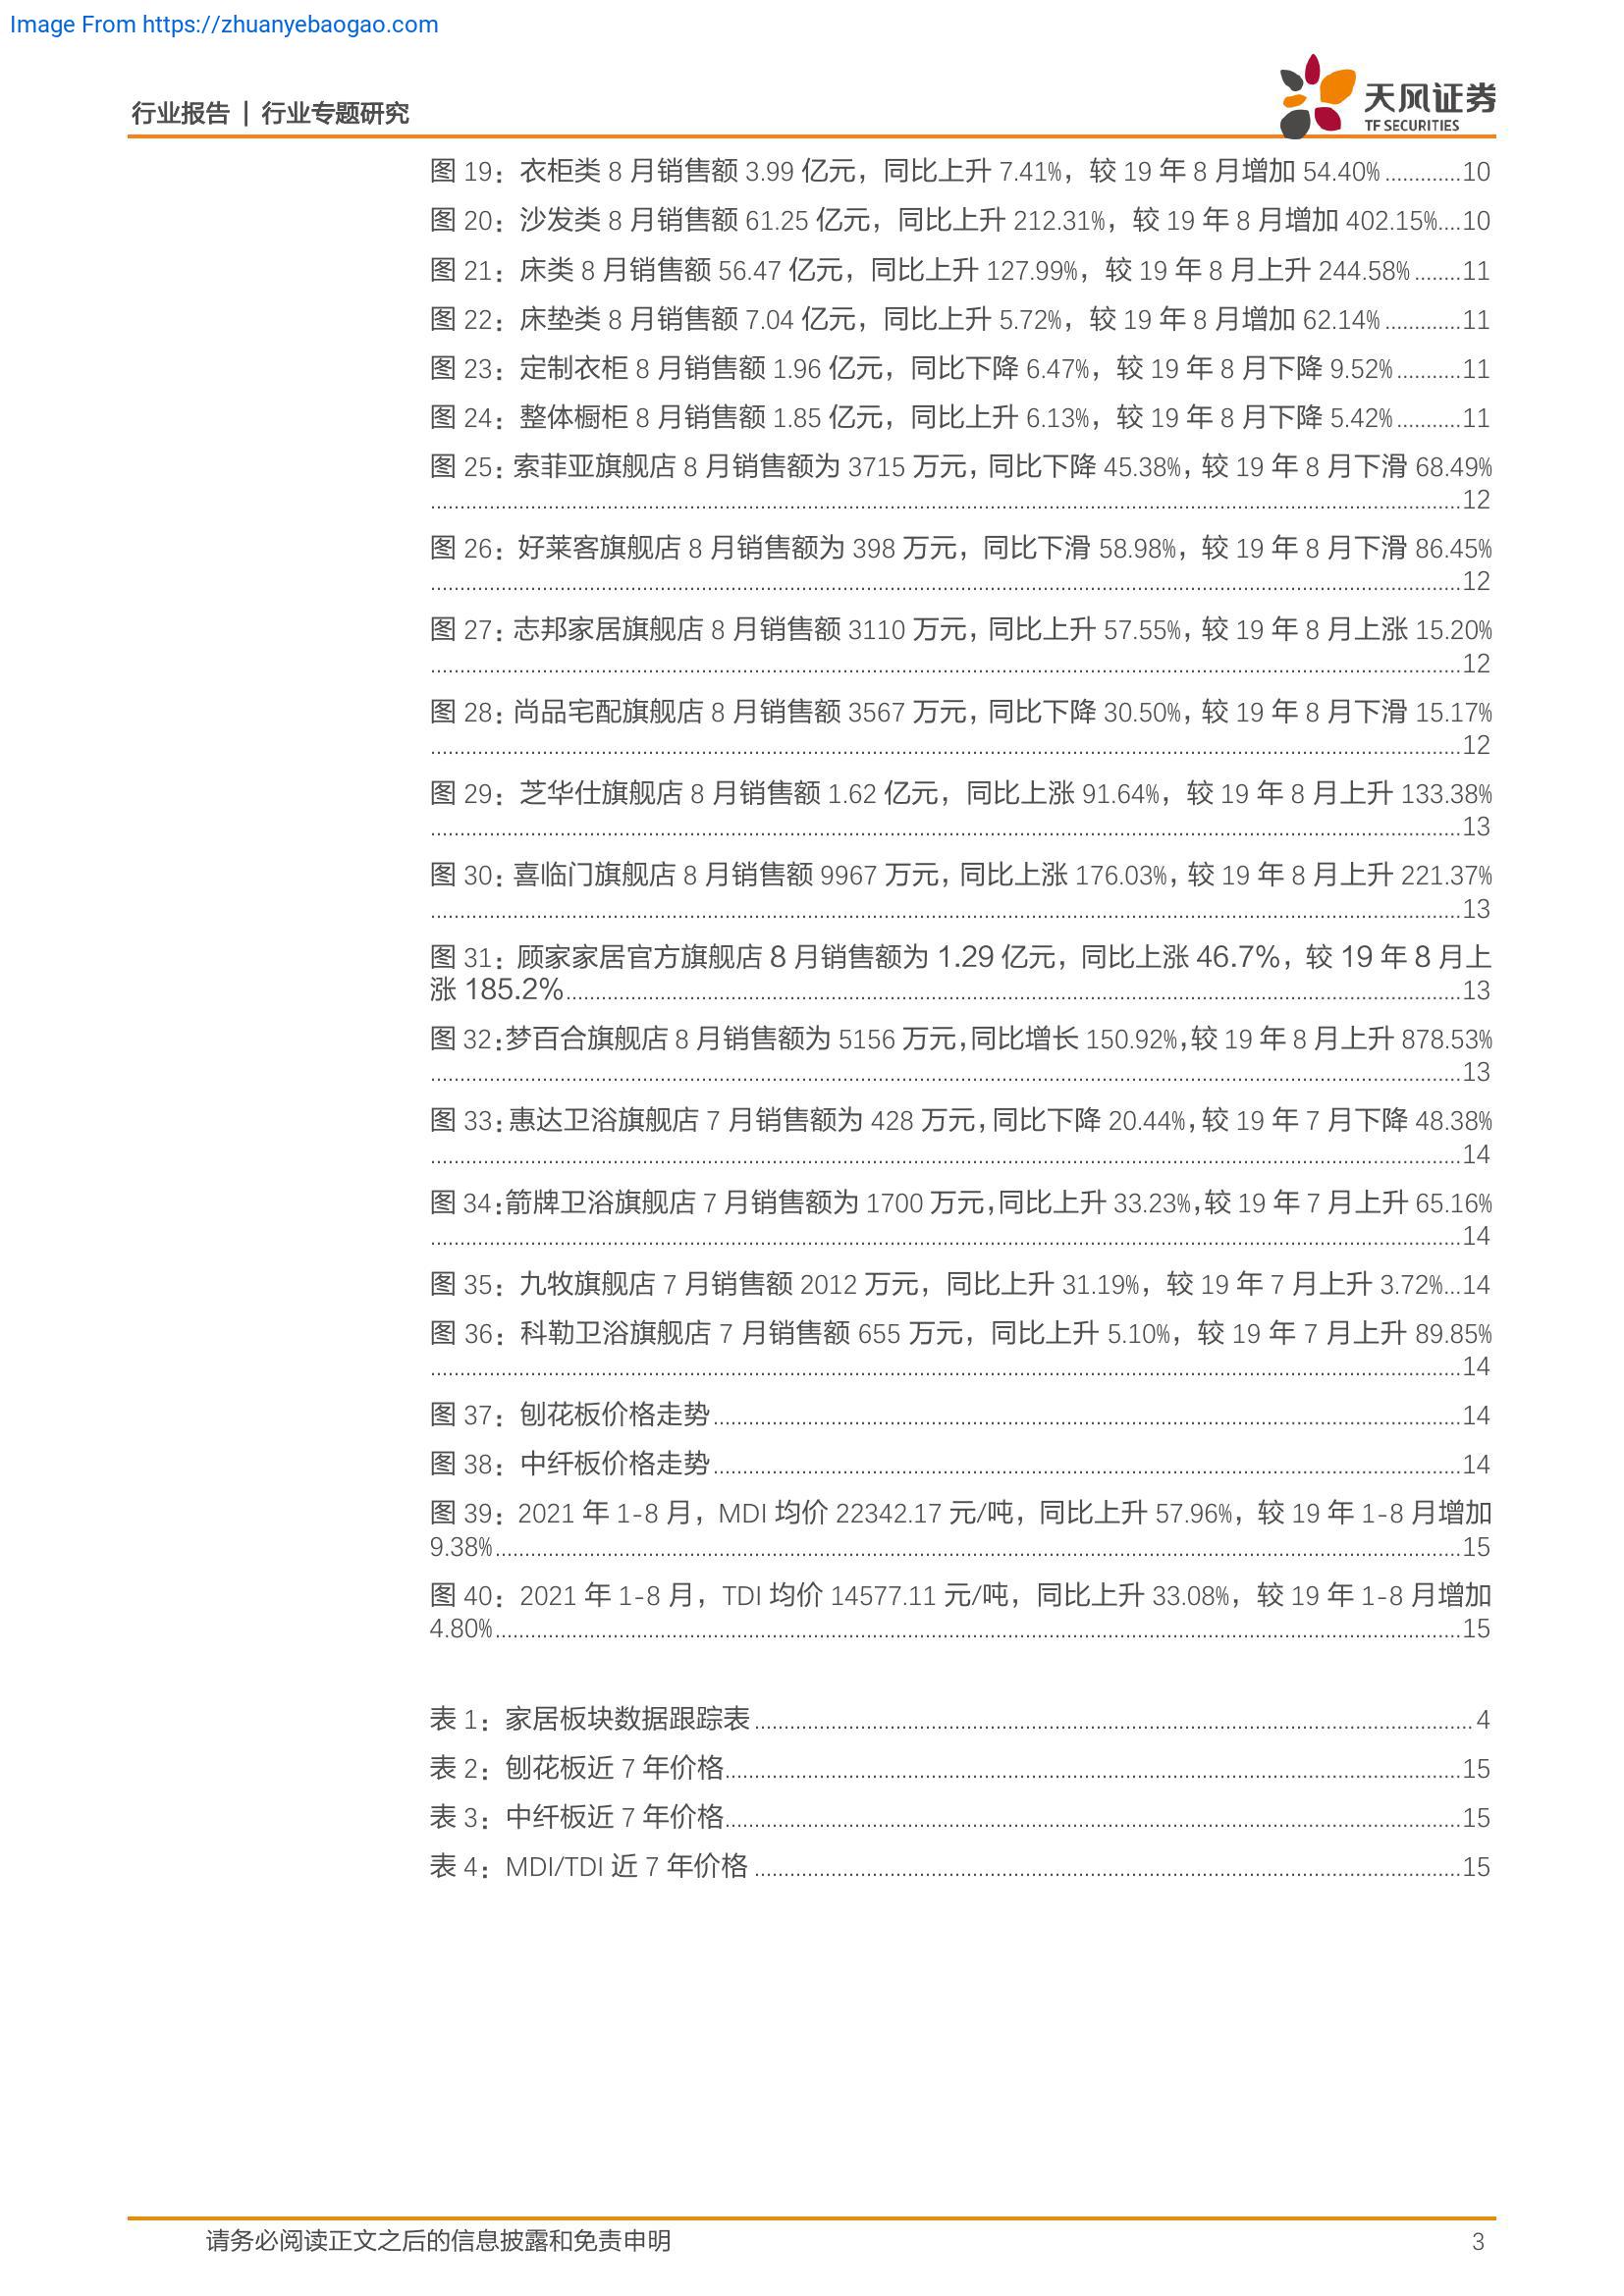 Image From https://zhuanyebaogao.com
行业报告 | 行业专题研究
天风证券
TF SECURITIES
图 19：衣柜类 8 月销售额 3.99 亿元，同比上升 7.41%，较 19 年 8 月增加 54.40%.............10
图 20：沙发类 8 月销售额 61.25 亿元，同比上升 212.31%，较 19 年 8 月增加 402.15%....10
图 21：床类 8 月销售额 56.47 亿元，同比上升 127.99%，较 19 年 8 月上升 244.58%........11
图 22：床垫类 8 月销售额 7.04 亿元，同比上升 5.72%，较 19 年 8 月增加 62.14%.............11
图 23：定制衣柜 8 月销售额 1.96 亿元，同比下降 6.47%，较 19 年 8 月下降 9.52%...........11
图 24：整体橱柜 8 月销售额 1.85 亿元，同比上升 6.13%，较 19 年 8 月下降 5.42%...........11
图 25：索菲亚旗舰店 8 月销售额为 3715 万元，同比下降 45.38%，较 19 年 8 月下滑 68.49%
....................12
图 26：好莱客旗舰店 8 月销售额为 398 万元，同比下滑 58.98%，较 19 年 8 月下滑 86.45%
....................12
图 27：志邦家居旗舰店 8 月销售额 3110 万元，同比上升 57.55%，较 19 年 8 月上涨 15.20%
....................12
图 28：尚品宅配旗舰店 8 月销售额 3567 万元，同比下降 30.50%，较 19 年 8 月下滑 15.17%
....................12
图 29：芝华仕旗舰店 8 月销售额 1.62 亿元，同比上涨 91.64%，较 19 年 8 月上升 133.38%
....................13
图 30：喜临门旗舰店 8 月销售额 9967 万元，同比上涨 176.03%，较 19 年 8 月上升 221.37%
....................13
图 31：顾家家居官方旗舰店 8 月销售额为 1.29 亿元，同比上涨 46.7%，较 19 年 8 月上
涨 185.2%....................13
图 32：梦百合旗舰店 8 月销售额为 5156 万元，同比增长 150.92%，较 19 年 8 月上升 878.53%
....................13
图 33：惠达卫浴旗舰店 7 月销售额为 428 万元，同比下降 20.44%，较 19 年 7 月下降 48.38%
....................14
图 34：箭牌卫浴旗舰店 7 月销售额为 1700 万元，同比上升 33.23%，较 19 年 7 月上升 65.16%
....................14
图 35：九牧旗舰店 7 月销售额 2012 万元，同比上升 31.19%，较 19 年 7 月上升 3.72%...14
图 36：科勒卫浴旗舰店 7 月销售额 655 万元，同比上升 5.10%，较 19 年 7 月上升 89.85%
....................14
图 37：刨花板价格走势....................14
图 38：中纤板价格走势....................14
图 39：2021 年 1-8 月，MDI 均价 22342.17 元/吨，同比上升 57.96%，较 19 年 1-8 月增加
9.38%....................15
图 40：2021 年 1-8 月，TDI 均价 14577.11 元/吨，同比上升 33.08%，较 19 年 1-8 月增加
4.80%....................15
表 1：家居板块数据跟踪表....................4
表 2：刨花板近 7 年价格....................15
表 3：中纤板近 7 年价格....................15
表 4：MDI/TDI 近 7 年价格....................15
请务必阅读正文之后的信息披露和免责申明
3